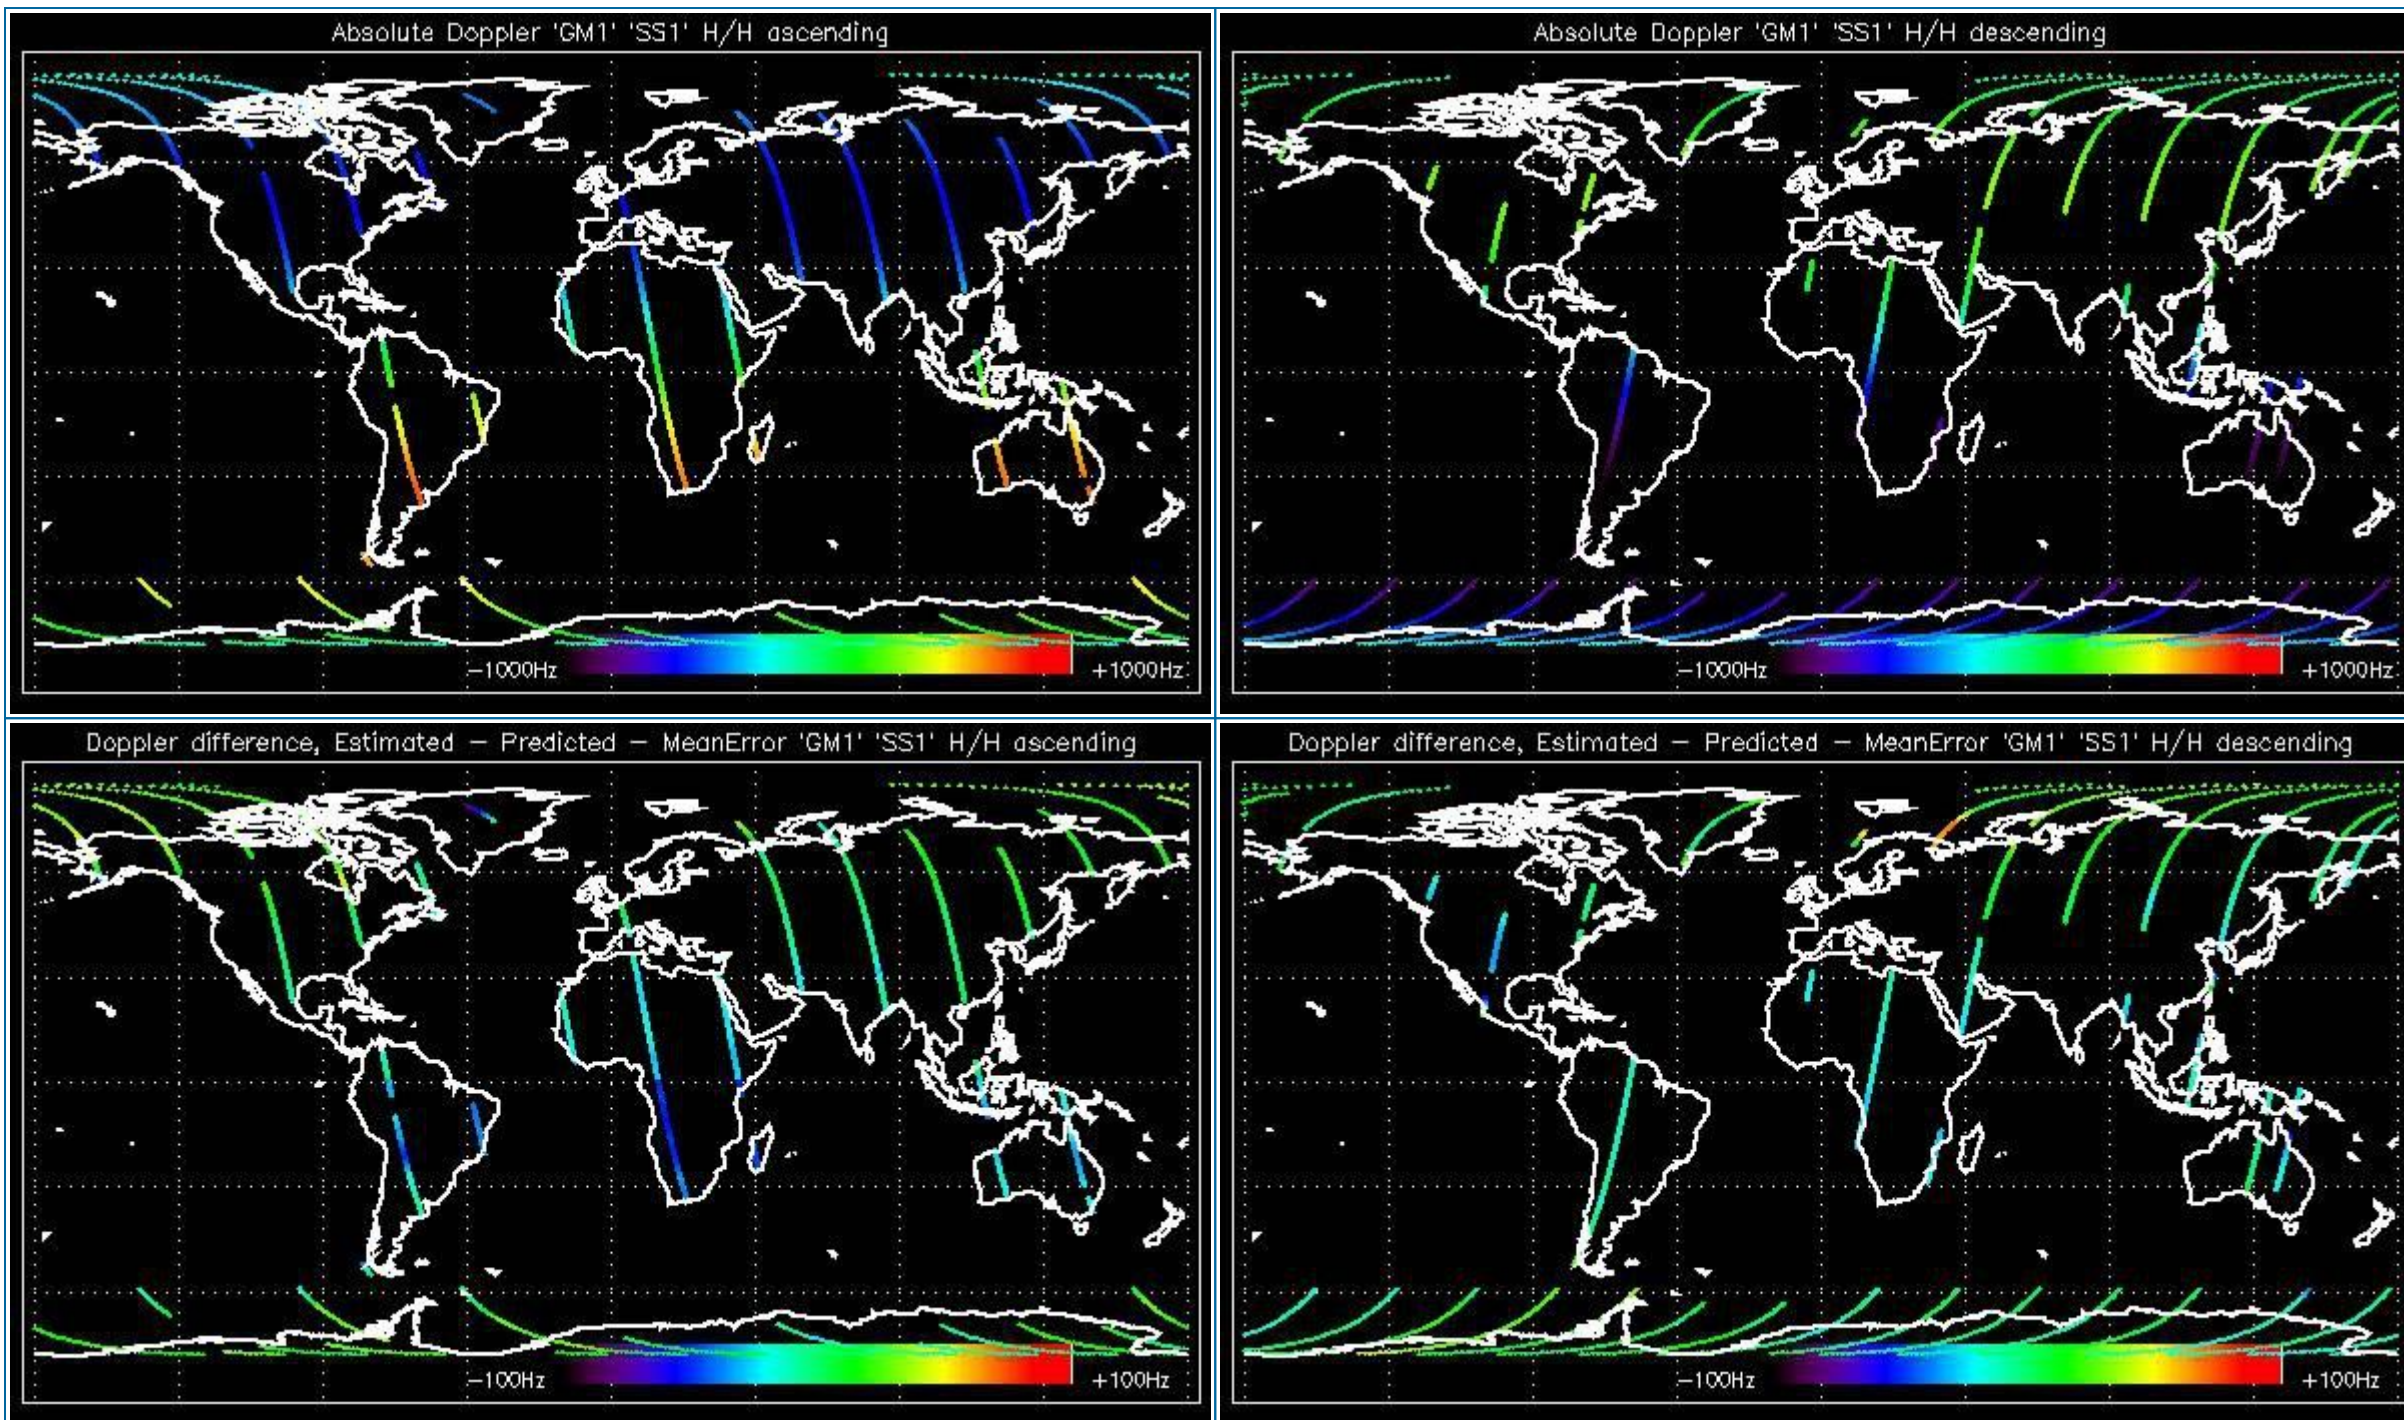 Absolute Doppler 'GM1' 'SS1' H/H ascending
−1000Hz
+1000Hz
Absolute Doppler 'GM1' 'SS1' H/H descending
−1000Hz
+1000Hz
Doppler difference, Estimated − Predicted − MeanError 'GM1' 'SS1' H/H ascending
−100Hz
+100Hz
Doppler difference, Estimated − Predicted − MeanError 'GM1' 'SS1' H/H descending
−100Hz
+100Hz